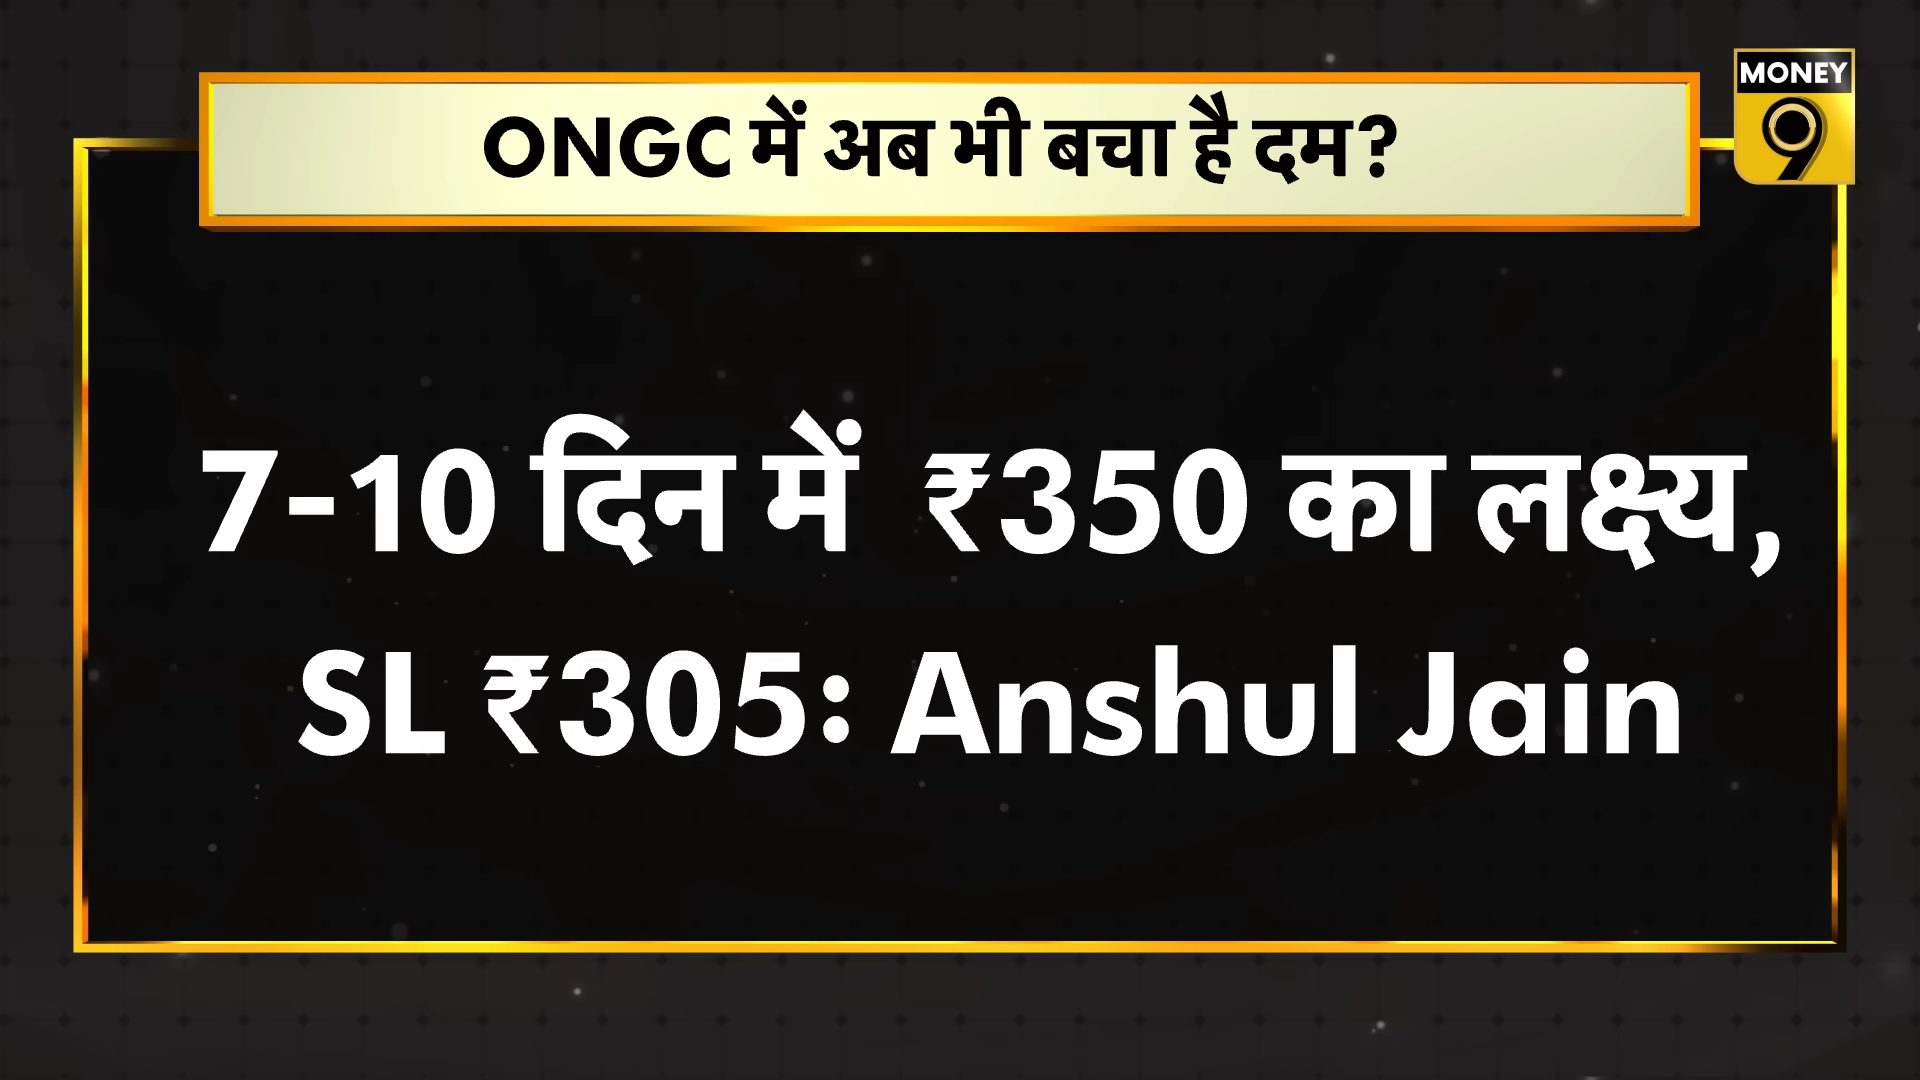 MONEY
9
ONGC में अब भी बचा है दम?
7-10 दिन में ₹350 का लक्ष्य,
SL ₹305: Anshul Jain